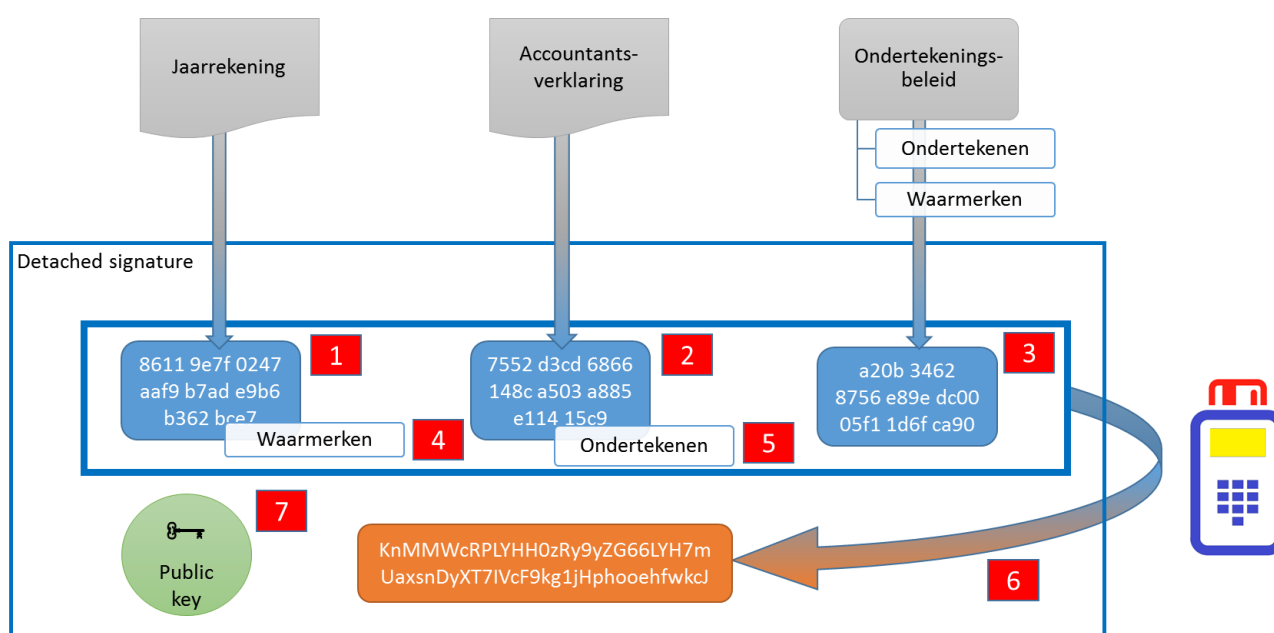 Jaarrekening
Accountants-
verklaring
Ondertekenings-
beleid
Ondertekenen
Waarmerken
Detached signature
8611 9e7f 0247
aaf9 b7ad e9b6
b362 bce7
1
Waarmerken
4
7552 d3cd 6866
148c a503 a885
e114 15c9
2
Ondertekenen
5
a20b 3462
8756 e89e dc00
05f1 1d6f ca90
3
7
Public
key
KnMMWcRPLYHH0zRy9yZG66LYH7m
UaxsnDyXT7IVcF9kg1jHphooehfwkcJ
6